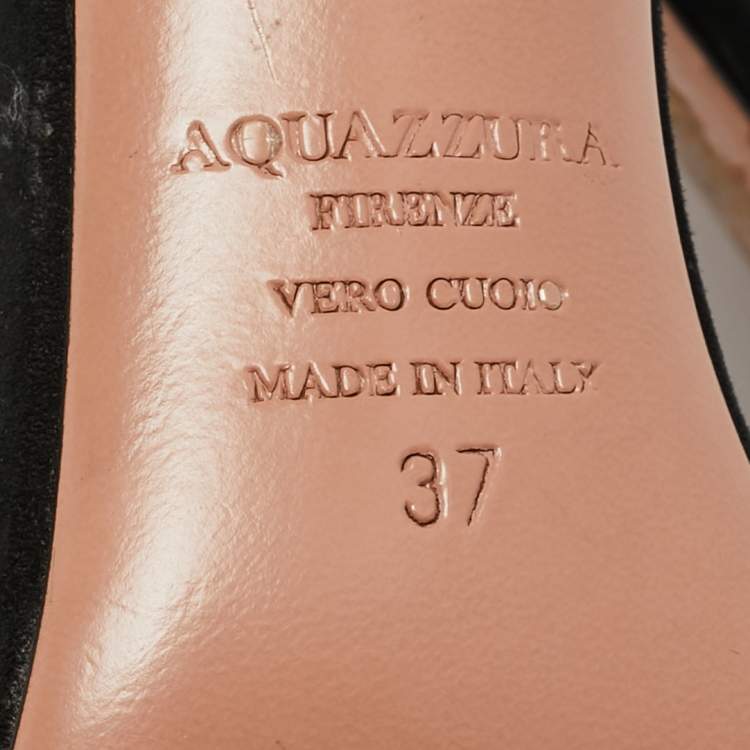 AQUAZZURA
FIRENZE
VERO CUOIO
MADE IN ITALY
37